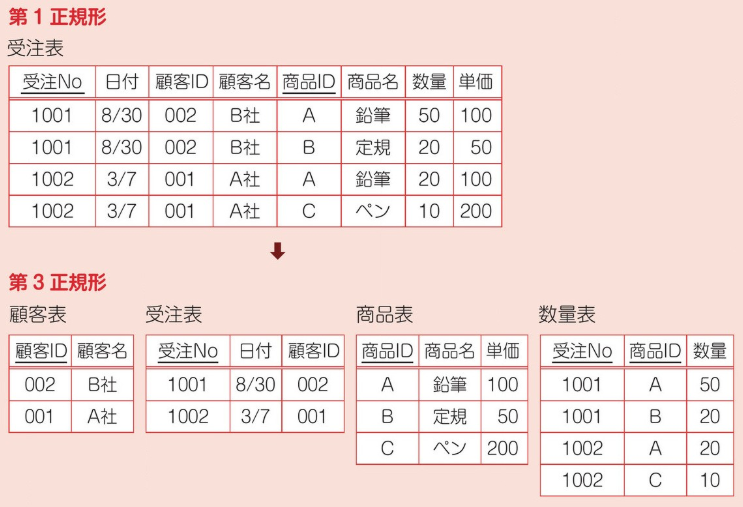 第1正規形
受注表
受注No 日付 顧客ID 顧客名 商品ID 商品名 数量 単価
1001 8/30 002 B社 A 鉛筆 50 100
1001 8/30 002 B社 B 定規 20 50
1002 3/7 001 A社 A 鉛筆 20 100
1002 3/7 001 A社 C ペン 10 200
第3正規形
顧客表
顧客ID 顧客名
002 B社
001 A社
受注表
受注No 日付 顧客ID
1001 8/30 002
1002 3/7 001
商品表
商品ID 商品名 単価
A 鉛筆 100
B 定規 50
C ペン 200
数量表
受注No 商品ID 数量
1001 A 50
1001 B 20
1002 A 20
1002 C 10